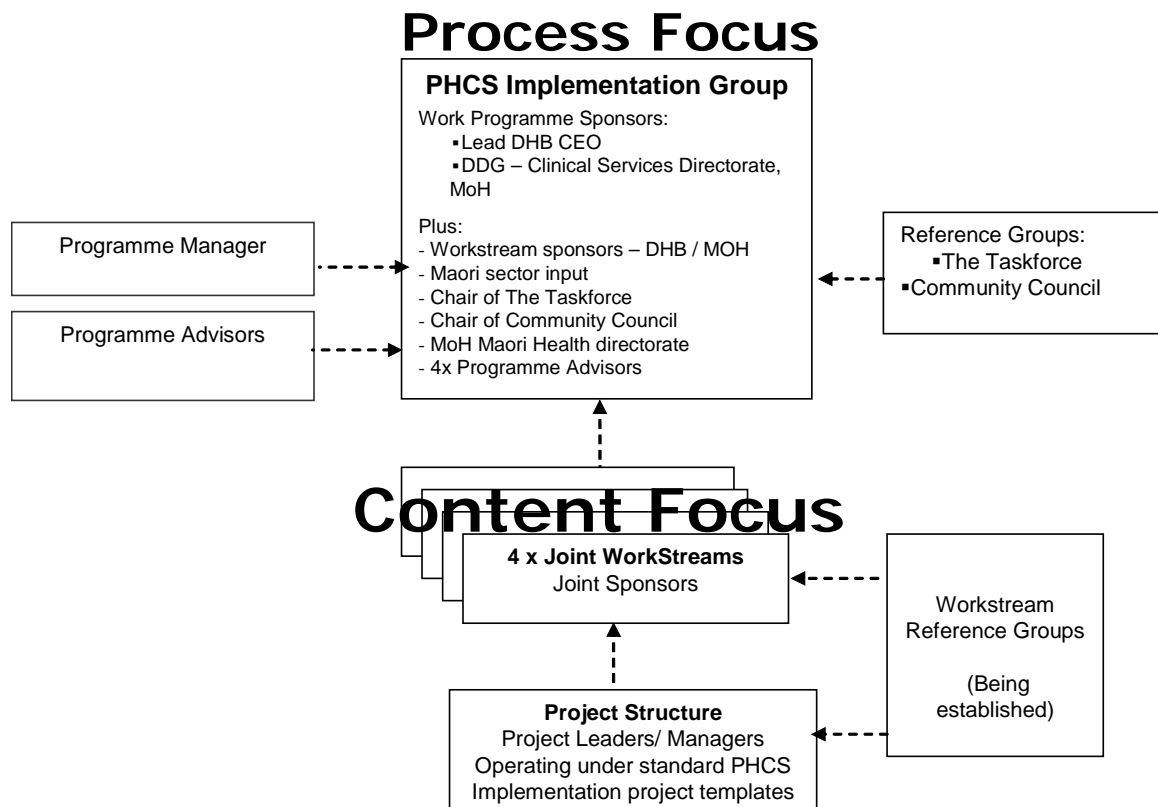 Process Focus
PHCS Implementation Group
Work Programme Sponsors:
▪Lead DHB CEO
▪DDG – Clinical Services Directorate,
MoH
Plus:
- Workstream sponsors – DHB / MOH
- Maori sector input
- Chair of The Taskforce
- Chair of Community Council
- MoH Maori Health directorate
- 4x Programme Advisors
Programme Manager
Programme Advisors
Reference Groups:
▪The Taskforce
▪Community Council
Content Focus
4 x Joint WorkStreams
Joint Sponsors
Workstream
Reference Groups
(Being
established)
Project Structure
Project Leaders/ Managers
Operating under standard PHCS
Implementation project templates